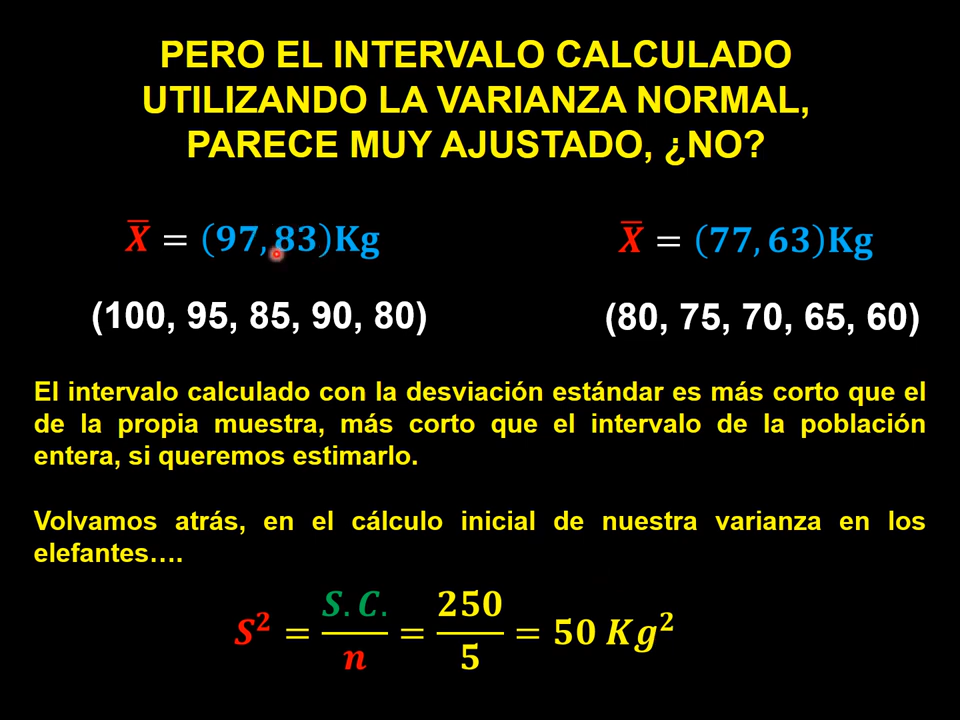 PERO EL INTERVALO CALCULADO
UTILIZANDO LA VARIANZA NORMAL,
PARECE MUY AJUSTADO, ¿NO?
X̅ = (97,83)Kg
X̅ = (77,63)Kg
(100, 95, 85, 90, 80)
(80, 75, 70, 65, 60)
El intervalo calculado con la desviación estándar es más corto que el
de la propia muestra, más corto que el intervalo de la población
entera, si queremos estimarlo.
Volvamos atrás, en el cálculo inicial de nuestra varianza en los
elefantes….
S² = S.C./n = 250/5 = 50 Kg²